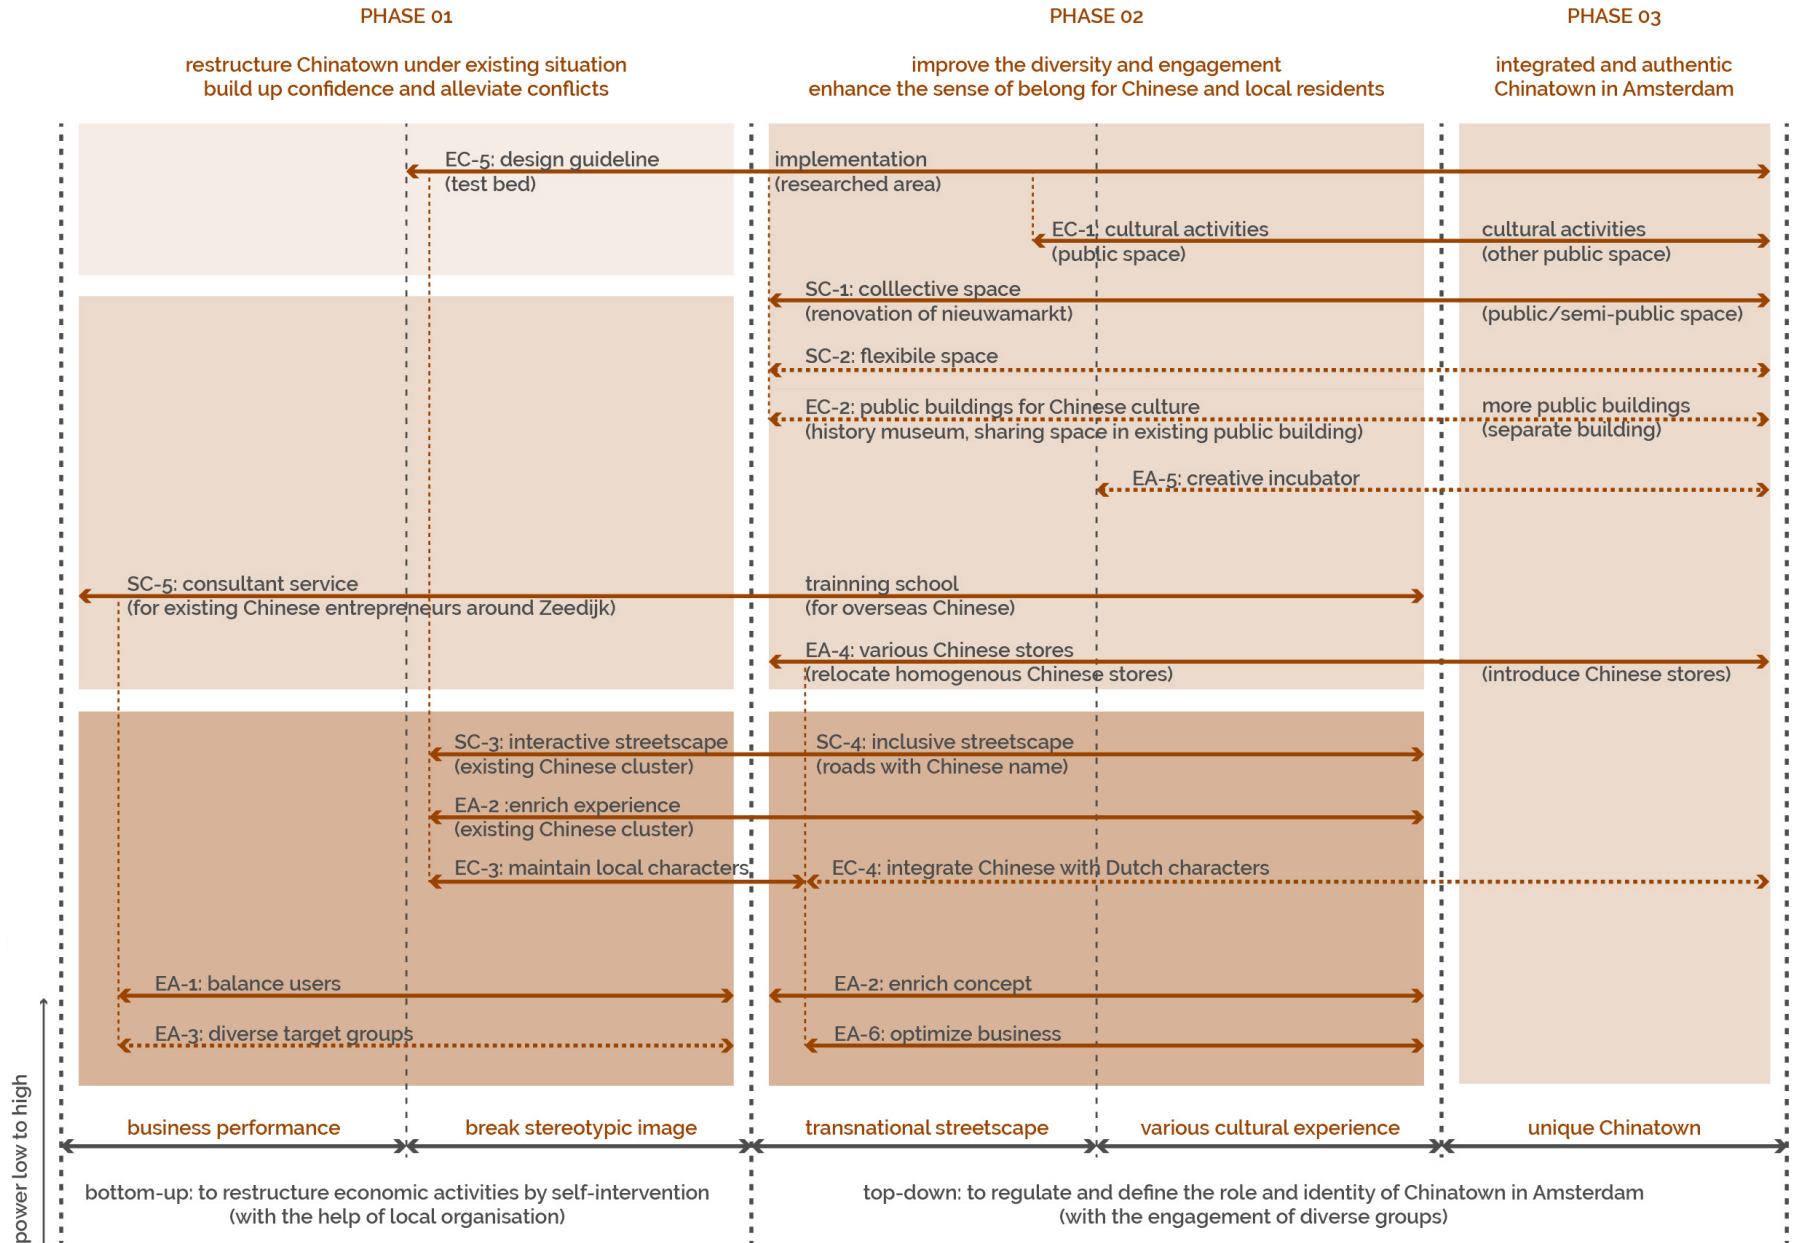 PHASE 01
restructure Chinatown under existing situation
build up confidence and alleviate conflicts
PHASE 02
improve the diversity and engagement
enhance the sense of belong for Chinese and local residents
PHASE 03
integrated and authentic
Chinatown in Amsterdam
EC-5: design guideline
(test bed)
implementation
(researched area)
EC-1: cultural activities
(public space)
cultural activities
(other public space)
SC-1: colllective space
(renovation of nieuwamarkt)
(public/semi-public space)
SC-2: flexibile space
EC-2: public buildings for Chinese culture
(history museum, sharing space in existing public building)
more public buildings
(separate building)
EA-5: creative incubator
SC-5: consultant service
(for existing Chinese entrepreneurs around Zeedijk)
trainning school
(for overseas Chinese)
EA-4: various Chinese stores
(relocate homogenous Chinese stores)
(introduce Chinese stores)
SC-3: interactive streetscape
(existing Chinese cluster)
SC-4: inclusive streetscape
(roads with Chinese name)
EA-2 :enrich experience
(existing Chinese cluster)
EC-3: maintain local characters
EC-4: integrate Chinese with Dutch characters
EA-1: balance users
EA-2: enrich concept
EA-3: diverse target groups
EA-6: optimize business
power low to high
business performance
break stereotypic image
transnational streetscape
various cultural experience
unique Chinatown
bottom-up: to restructure economic activities by self-intervention
(with the help of local organisation)
top-down: to regulate and define the role and identity of Chinatown in Amsterdam
(with the engagement of diverse groups)